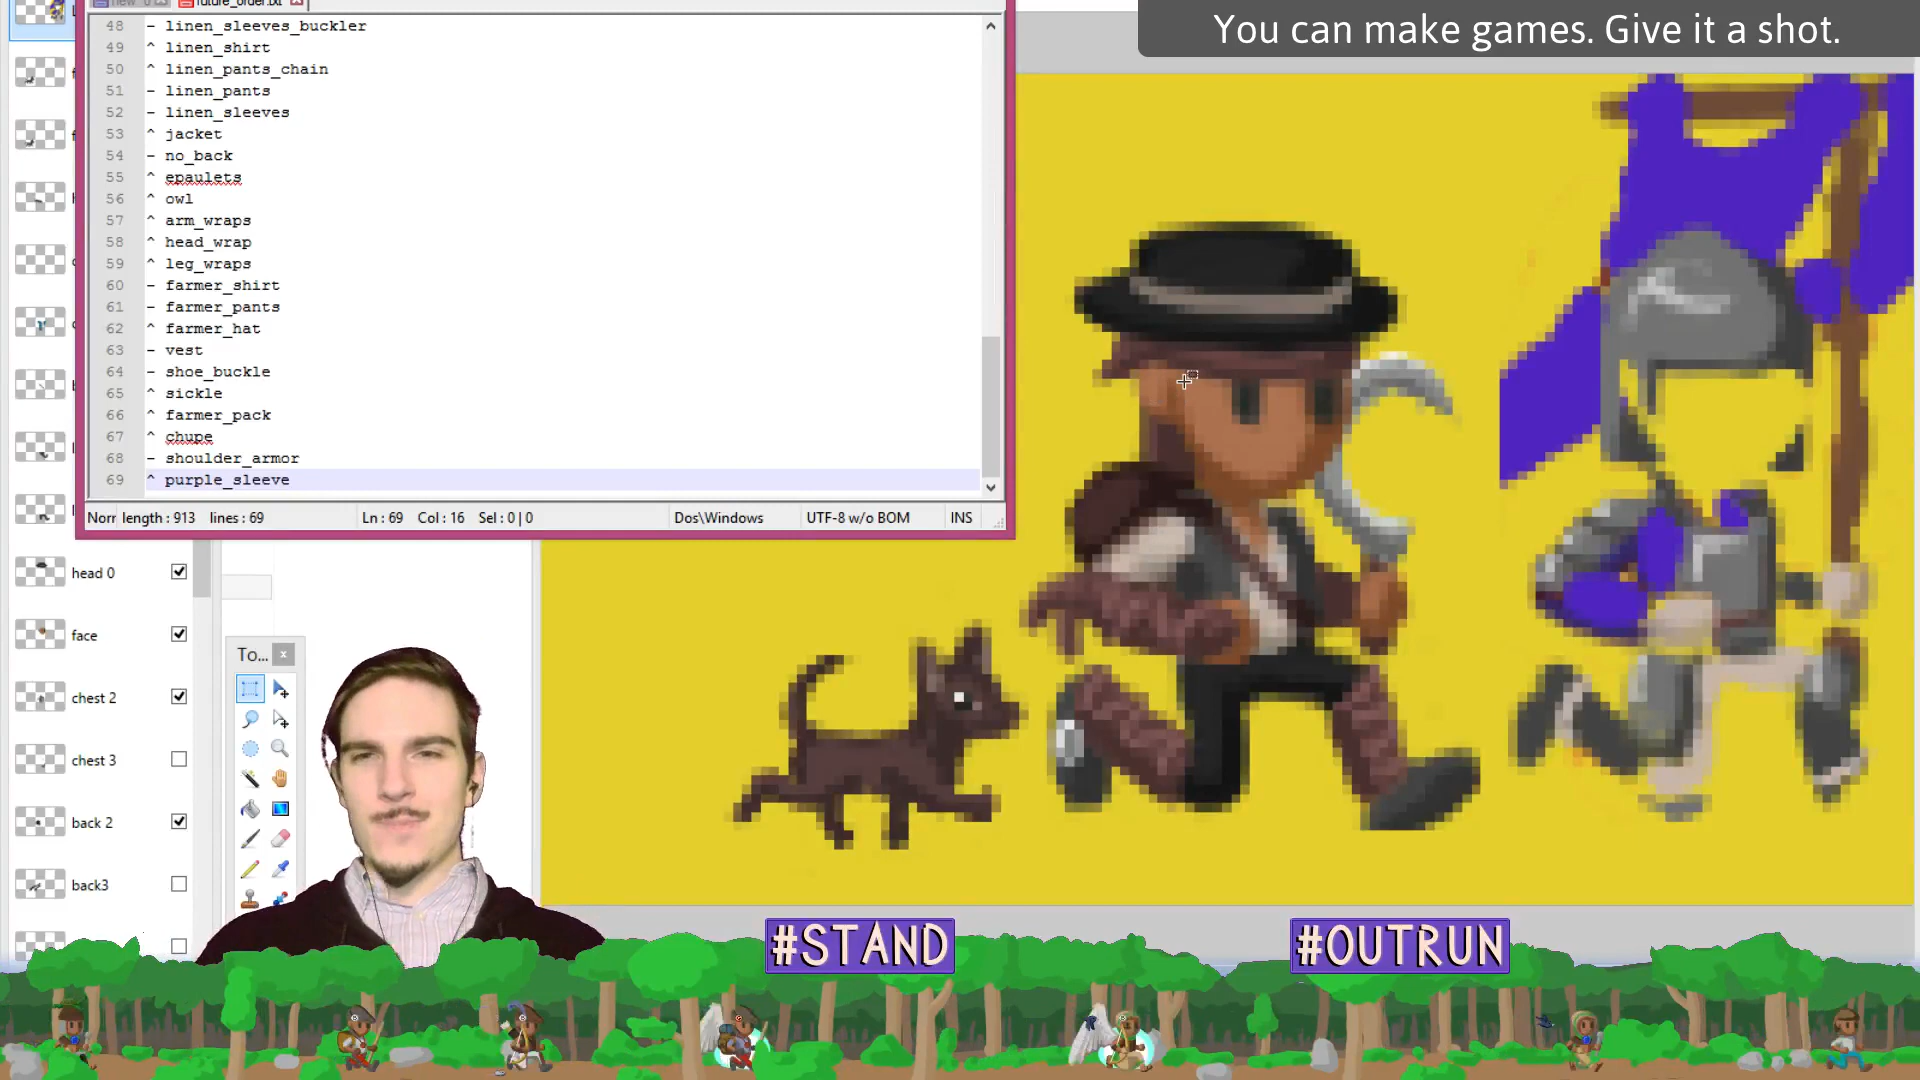 new 6
future_order.txt
You can make games. Give it a shot.
48 - linen_sleeves_buckler
49 ^ linen_shirt
50 ^ linen_pants_chain
51 - linen_pants
52 - linen_sleeves
53 ^ jacket
54 - no_back
55 ^ epaulets
56 ^ owl
57 ^ arm_wraps
58 ^ head_wrap
59 ^ leg_wraps
60 - farmer_shirt
61 - farmer_pants
62 ^ farmer_hat
63 - vest
64 - shoe_buckle
65 ^ sickle
66 ^ farmer_pack
67 ^ chupe
68 - shoulder_armor
69 ^ purple_sleeve
Norr length : 913 lines : 69 Ln : 69 Col : 16 Sel : 0 | 0 Dos\Windows UTF-8 w/o BOM INS
head 0
face
chest 2
chest 3
back 2
back3
To... x
#STAND
#OUTRUN